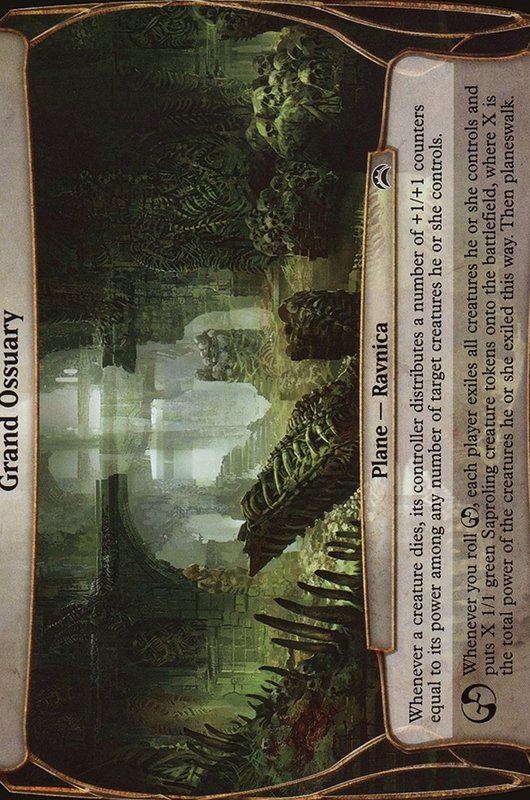 Grand Ossuary
Plane — Ravnica
Whenever a creature dies, its controller distributes a number of +1/+1 counters
equal to its power among any number of target creatures he or she controls.
Whenever you roll , each player exiles all creatures he or she controls and
puts X 1/1 green Saproling creature tokens onto the battlefield, where X is
the total power of the creatures he or she exiled this way. Then planeswalk.